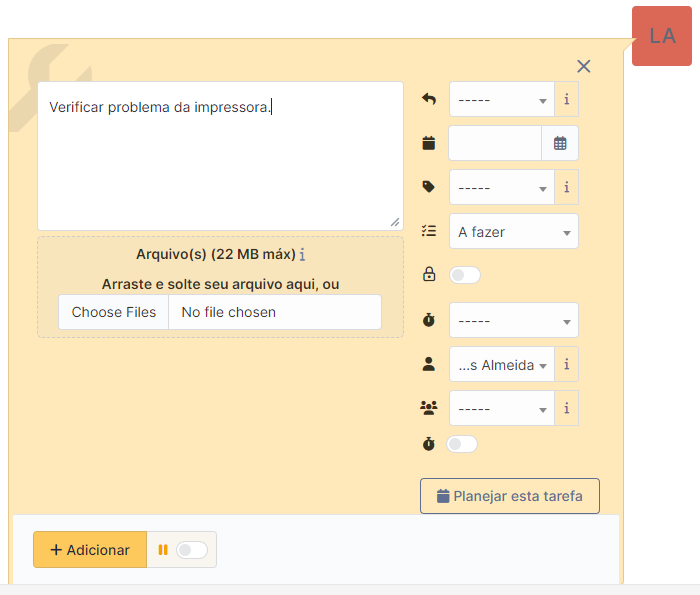 LA
Verificar problema da impressora.
Arquivo(s) (22 MB máx) i
Arraste e solte seu arquivo aqui, ou
Choose Files No file chosen
----- i
----- i
A fazer
-----
...s Almeida i
----- i
Planejar esta tarefa
+ Adicionar